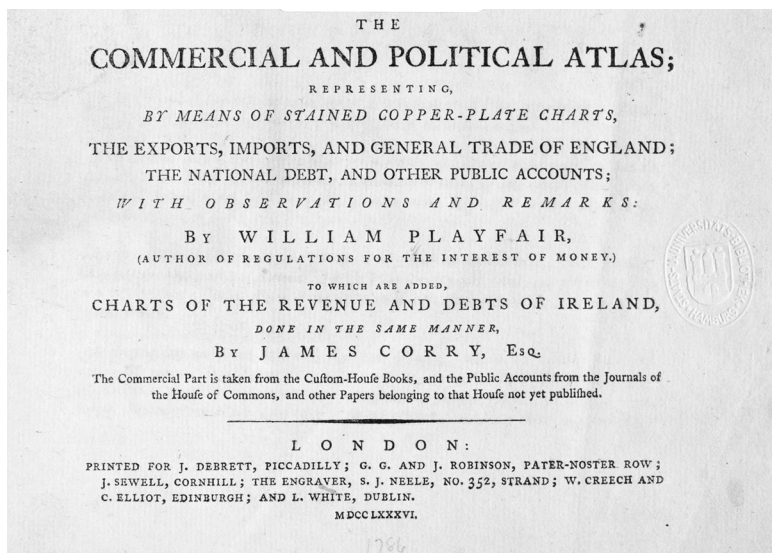 THE
COMMERCIAL AND POLITICAL ATLAS;
REPRESENTING,
BY MEANS OF STAINED COPPER-PLATE CHARTS,
THE EXPORTS, IMPORTS, AND GENERAL TRADE OF ENGLAND;
THE NATIONAL DEBT, AND OTHER PUBLIC ACCOUNTS;
WITH OBSERVATIONS AND REMARKS:
BY WILLIAM PLAYFAIR,
(AUTHOR OF REGULATIONS FOR THE INTEREST OF MONEY.)
TO WHICH ARE ADDED,
CHARTS OF THE REVENUE AND DEBTS OF IRELAND,
DONE IN THE SAME MANNER,
BY JAMES CORRY, Esq.
The Commercial Part is taken from the Cuſtom-Houſe Books, and the Public Accounts from the Journals of
the Houſe of Commons, and other Papers belonging to that Houſe not yet publiſhed.
LONDON:
PRINTED FOR J. DEBRETT, PICCADILLY; G. G. AND J. ROBINSON, PATER-NOSTER ROW;
J. SEWELL, CORNHILL; THE ENGRAVER, S. J. NEELE, NO. 352, STRAND; W. CREECH AND
C. ELLIOT, EDINBURGH; AND L. WHITE, DUBLIN.
MDCCLXXXVI.
1786